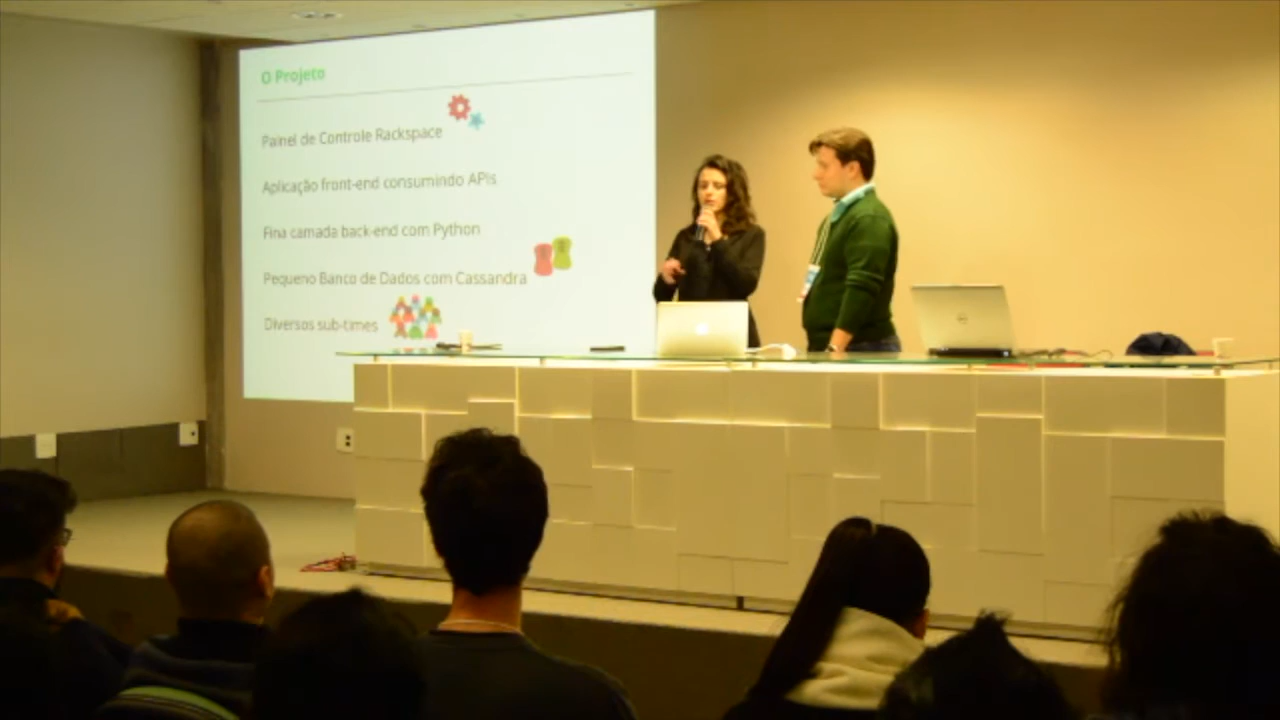 O Projeto
Painel de Controle Rackspace
Aplicação front-end consumindo APIs
Fina camada back-end com Python
Pequeno Banco de Dados com Cassandra
Diversos sub-times